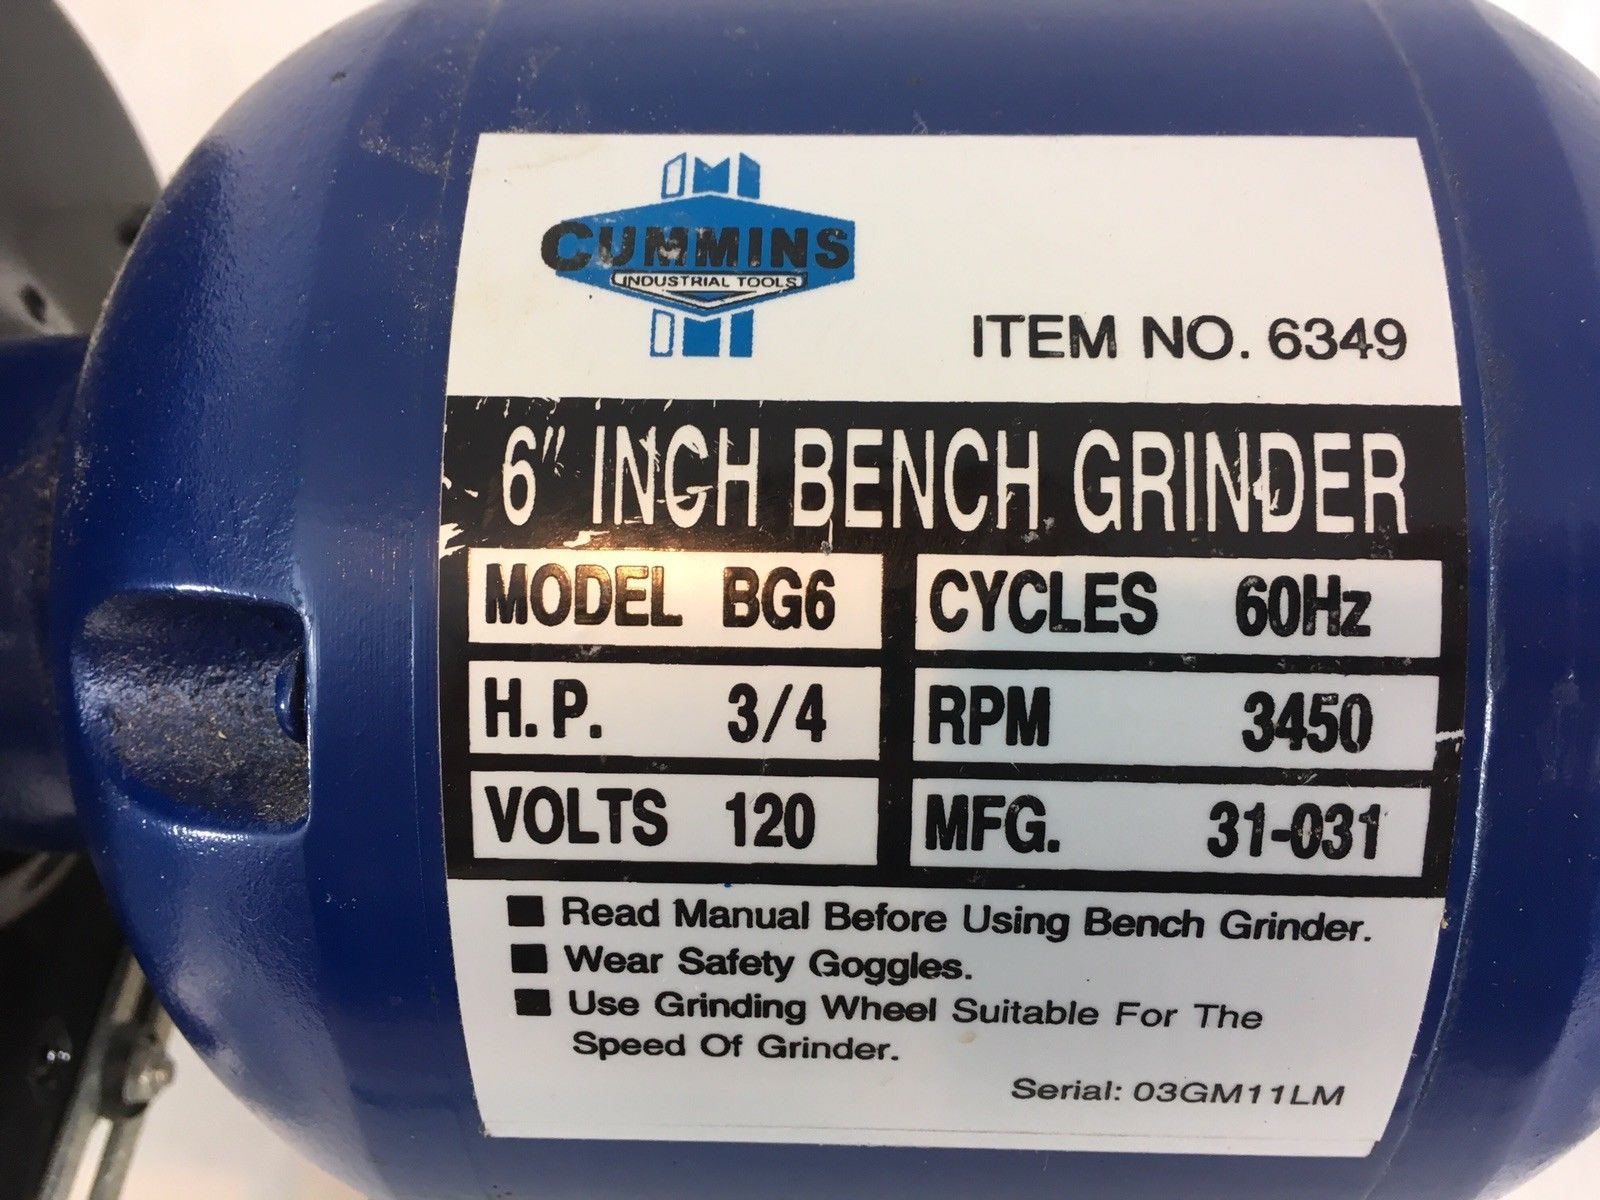 CUMMINS
INDUSTRIAL TOOLS
ITEM NO. 6349
6" INCH BENCH GRINDER
MODEL BG6 CYCLES 60Hz
H.P. 3/4 RPM 3450
VOLTS 120 MFG. 31-031
■ Read Manual Before Using Bench Grinder.
■ Wear Safety Goggles.
■ Use Grinding Wheel Suitable For The
Speed Of Grinder.
Serial: 03GM11LM